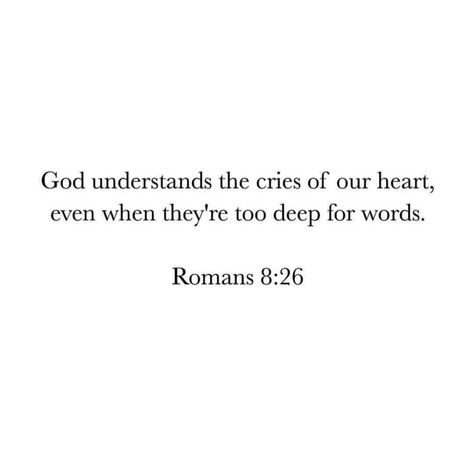 God understands the cries of our heart,
even when they're too deep for words.
Romans 8:26